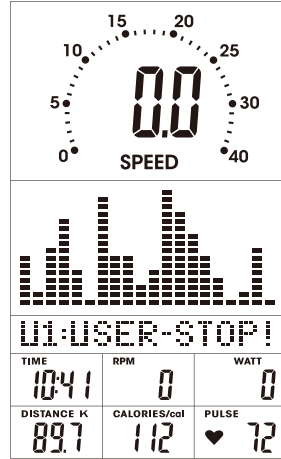 15 20
10 25
5 30
0 40
0.0
SPEED
U1:USER-STOP!
TIME RPM WATT
10:41 0 0
DISTANCE K CALORIES/cal PULSE
89.7 112 72